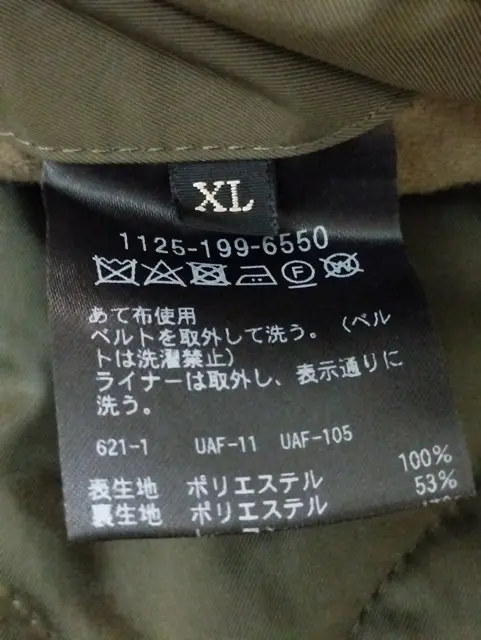 XL
1125-199-6550
あて布使用
ベルトを取外して洗う。(ベル
トは洗濯禁止)
ライナーは取外し、表示通りに
洗う。
621-1 UAF-11 UAF-105
100%
表生地 ポリエステル 53%
裏生地 ポリエステル